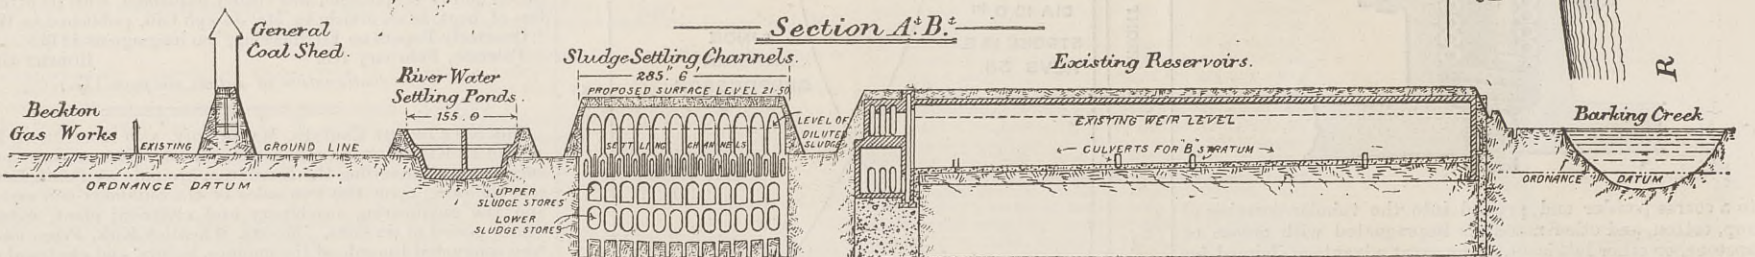 Section A.t B.t
General
Coal Shed.
River Water
Settling Ponds.
155.0
Sludge Settling Channels.
285." 6'
PROPOSED SURFACE LEVEL 21.50
Existing Reservoirs.
Beckton
Gas Works
EXISTING GROUND LINE
ORDNANCE DATUM
SETTLING CHANNELS
LEVEL OF
DILUTED
SLUDGE
UPPER
SLUDGE STORES
LOWER
SLUDGE STORES
EXISTING WEIR LEVEL
CULVERTS FOR B STRATUM
Barking Creek
ORDNANCE DATUM
R